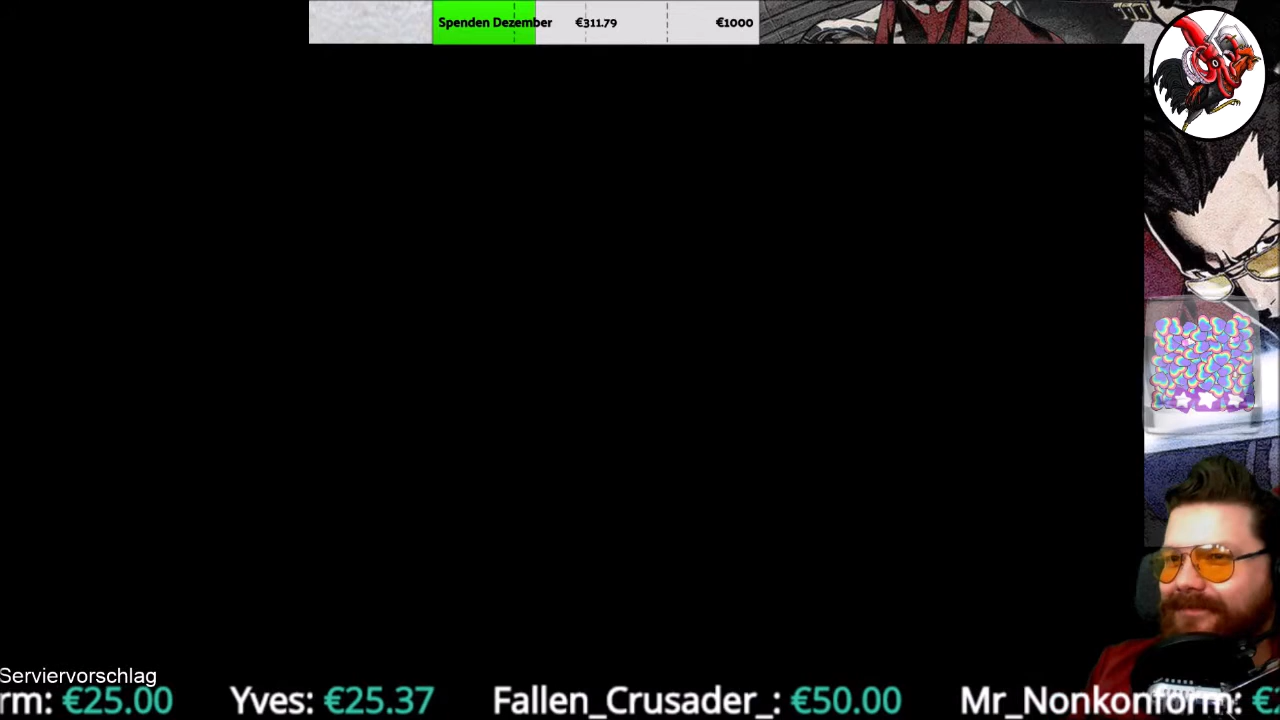 Spenden Dezember €311.79 €1000
Serviervorschlag
rm: €25.00 Yves: €25.37 Fallen_Crusader_: €50.00 Mr_Nonkonform: €